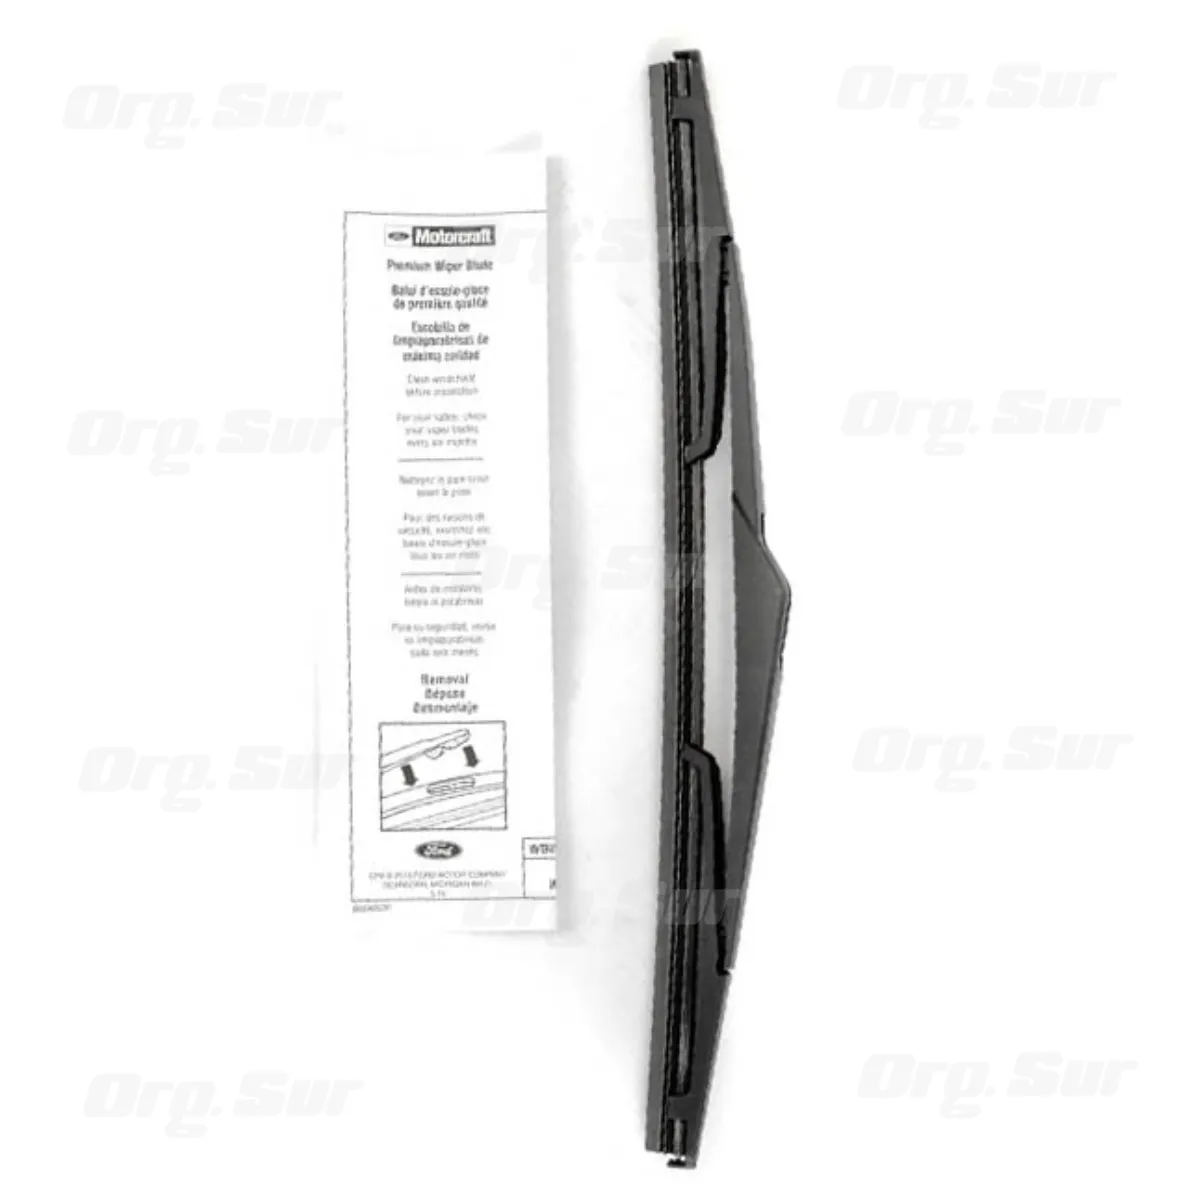 Org. Sur
Org. Sur
Org. Sur
Ford Motorcraft
Premium Wiper Blade
Balai d'essuie-glace
de première qualité
Escobilla de
limpiaparabrisas de
máxima calidad
Clean windshield
before installation
For your safety, check
your wiper blades
every six months
Org. Sur
Org. Sur
Nettoyez le pare-brise
avant la pose
Pour des raisons de
sécurité, examinez vos
balais d'essuie-glace
tous les six mois
Org. Sur
Antes de instalarlos
limpie el parabrisas
Para su seguridad, revise
su limpiaparabrisas
cada seis meses
Removal
Dépose
Desmontaje
Org. Sur
Org. Sur
Ford
FORD MOTOR COMPANY
DEARBORN, MICHIGAN
Org. Sur
Org. Sur
Org. Sur